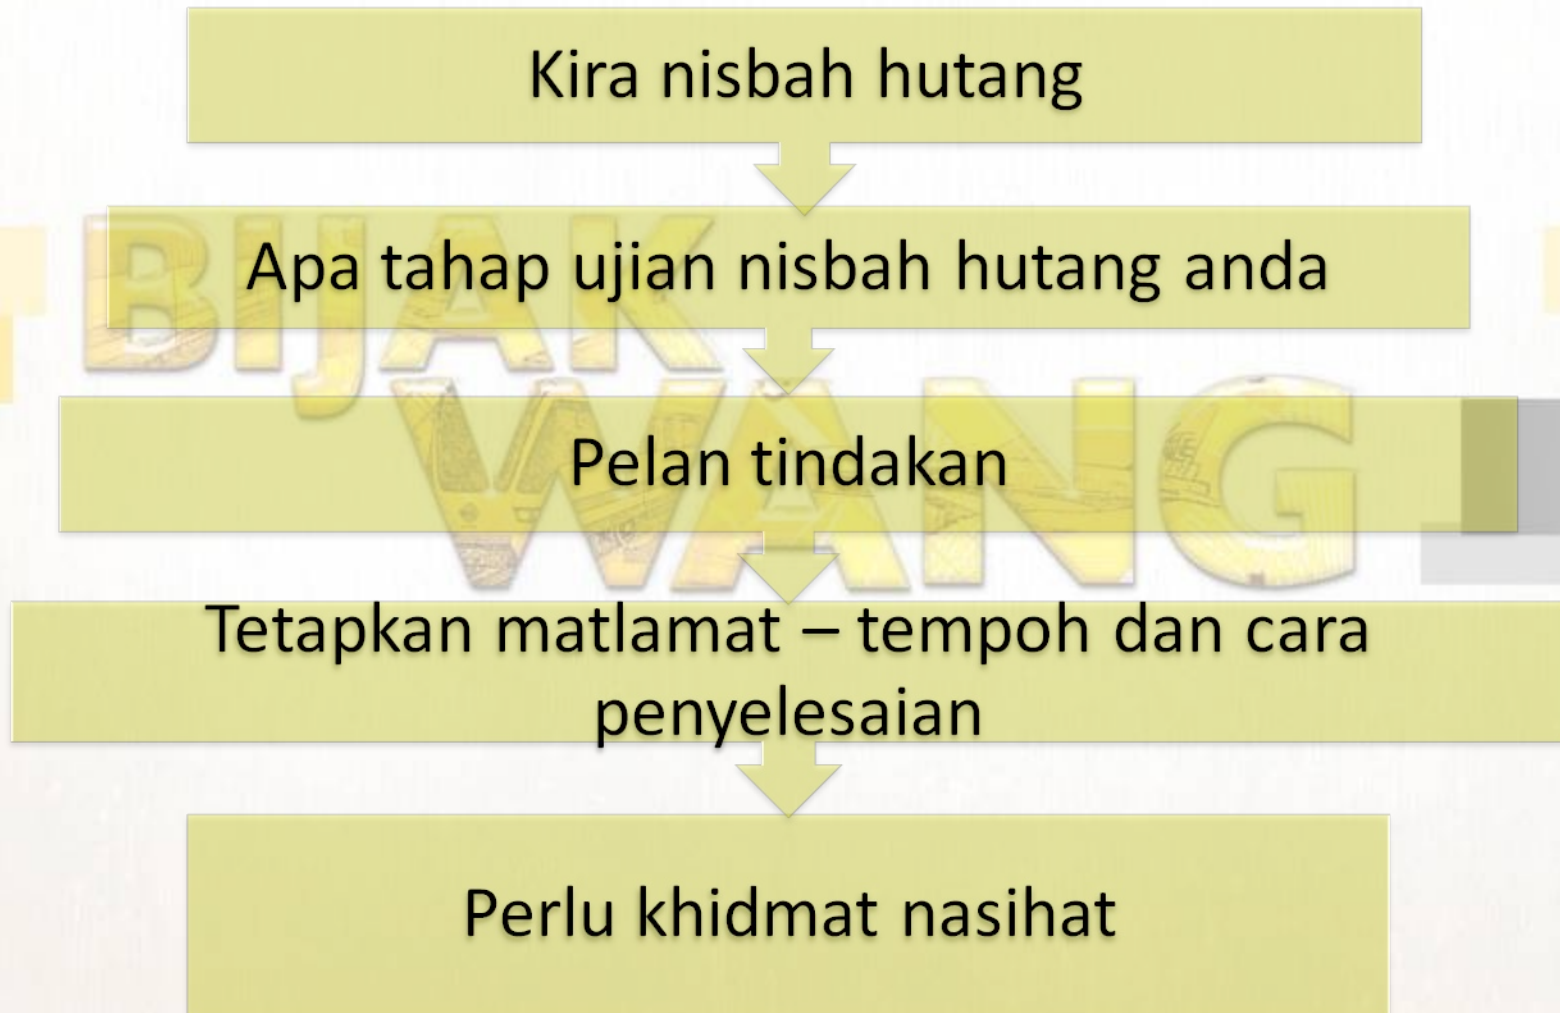 Kira nisbah hutang
Apa tahap ujian nisbah hutang anda
BIJAK
Pelan tindakan
WANG
Tetapkan matlamat – tempoh dan cara
penyelesaian
Perlu khidmat nasihat